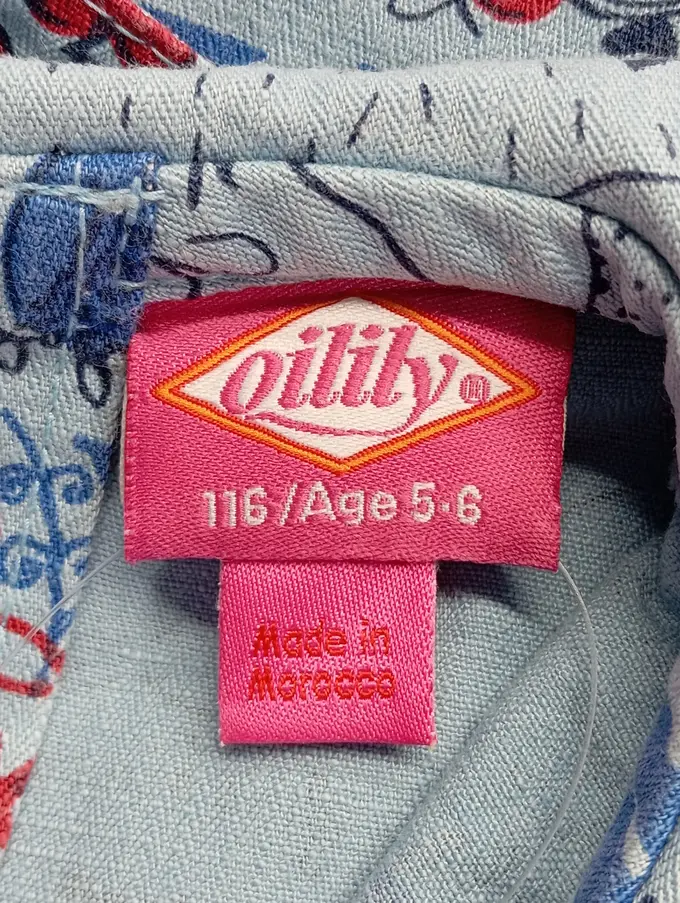 Oilily
116/Age 5-6
Made in
Morocco